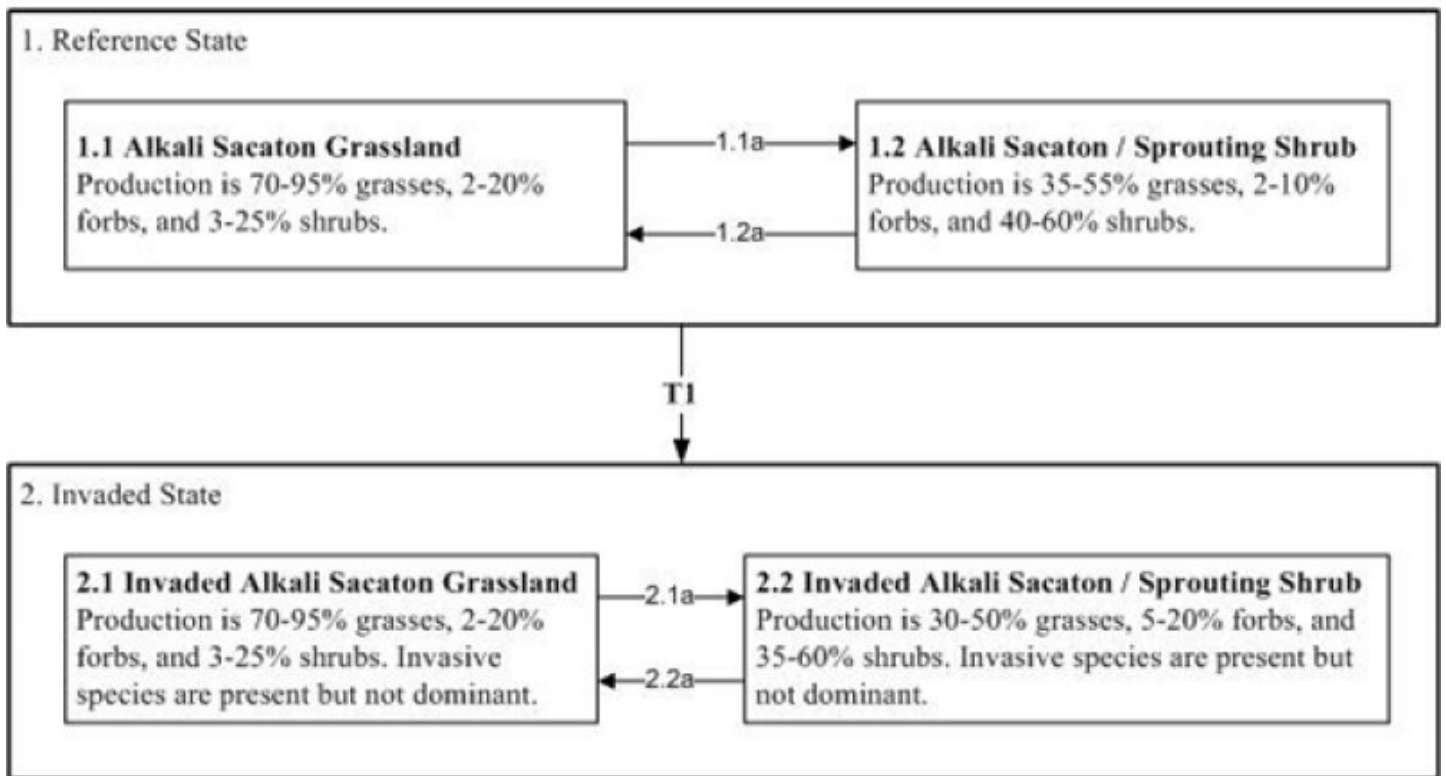 1. Reference State
1.1 Alkali Sacaton Grassland
Production is 70-95% grasses, 2-20%
forbs, and 3-25% shrubs.
1.1a
1.2a
1.2 Alkali Sacaton / Sprouting Shrub
Production is 35-55% grasses, 2-10%
forbs, and 40-60% shrubs.
T1
2. Invaded State
2.1 Invaded Alkali Sacaton Grassland
Production is 70-95% grasses, 2-20%
forbs, and 3-25% shrubs. Invasive
species are present but not dominant.
2.1a
2.2a
2.2 Invaded Alkali Sacaton / Sprouting Shrub
Production is 30-50% grasses, 5-20% forbs, and
35-60% shrubs. Invasive species are present but
not dominant.